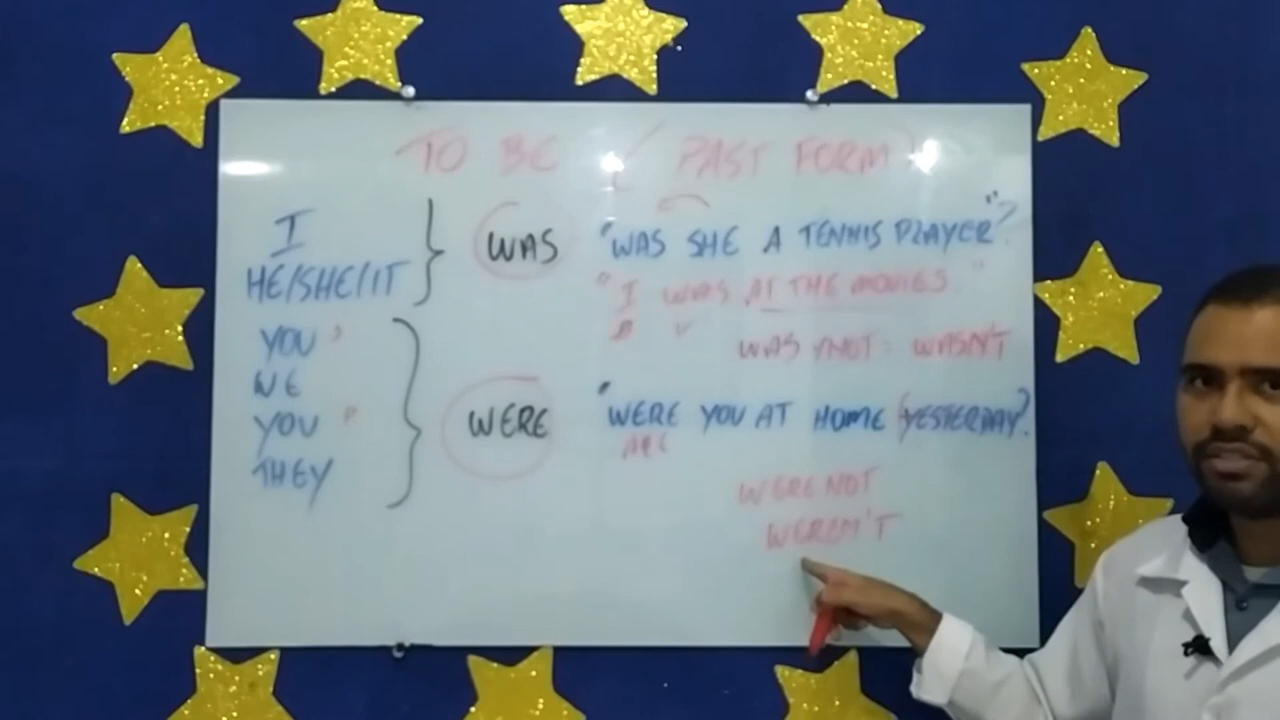 TO BE (PAST FORM)
I
HE/SHE/IT
WAS
"WAS SHE A TENNIS PLAYER"?
"I WAS AT THE MOVIES"
WAS NOT = WASN'T
YOU
WE
YOU
THEY
WERE
"WERE YOU AT HOME YESTERDAY?
ARE
WERE NOT
WEREN'T